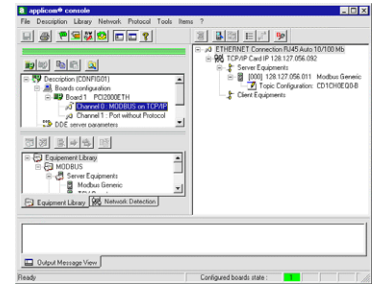 applicom® console
File Description Library Network Protocol Tools Items ?
Description (CONFIG01)
Boards configuration
Board 1 PCI2000ETH
Channel 0 : MODBUS on TCP/IP
Channel 1 : Port without Protocol
DDE server parameters
Equipement Library
MODBUS
Server Equipments
Modbus Generic
Equipment Library Network Detection
ETHERNET Connection RJ45 Auto 10/100 Mb
TCP/IP Card IP 128.127.056.092
Server Equipments
[000] 128.127.056.011 Modbus Generic
Topic Configuration: CD1CH0EQ0-B
Client Equipments
Output Message View
Ready
Configured boards state : 1